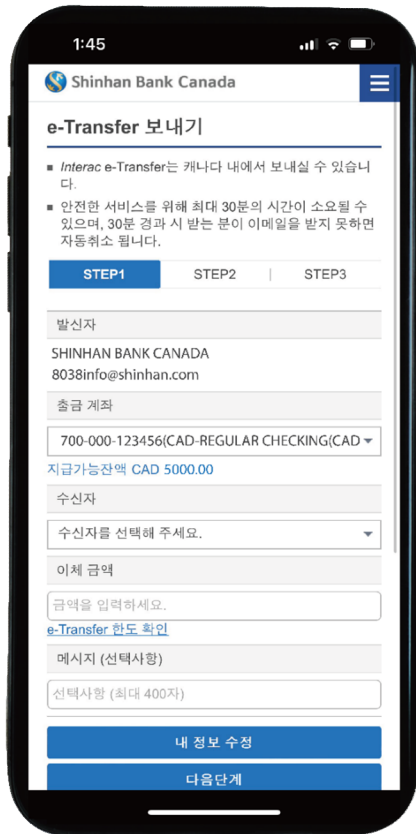 1:45
Shinhan Bank Canada
e-Transfer 보내기
Interac e-Transfer는 캐나다 내에서 보내실 수 있습니
다.
안전한 서비스를 위해 최대 30분의 시간이 소요될 수
있으며, 30분 경과 시 받는 분이 이메일을 받지 못하면
자동취소 됩니다.
STEP1 STEP2 | STEP3
발신자
SHINHAN BANK CANADA
8038info@shinhan.com
출금 계좌
700-000-123456(CAD-REGULAR CHECKING(CAD
지급가능잔액 CAD 5000.00
수신자
수신자를 선택해 주세요.
이체 금액
금액을 입력하세요.
e-Transfer 한도 확인
메시지 (선택사항)
선택사항 (최대 400자)
내 정보 수정
다음단계